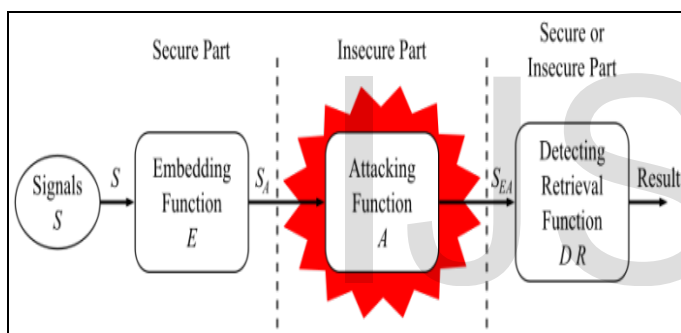 Secure Part
Insecure Part
Secure or
Insecure Part
Signals
S
S
Embedding
Function
E
S_A
Attacking
Function
A
S_EA
Detecting
Retrieval
Function
D R
Result
IJS